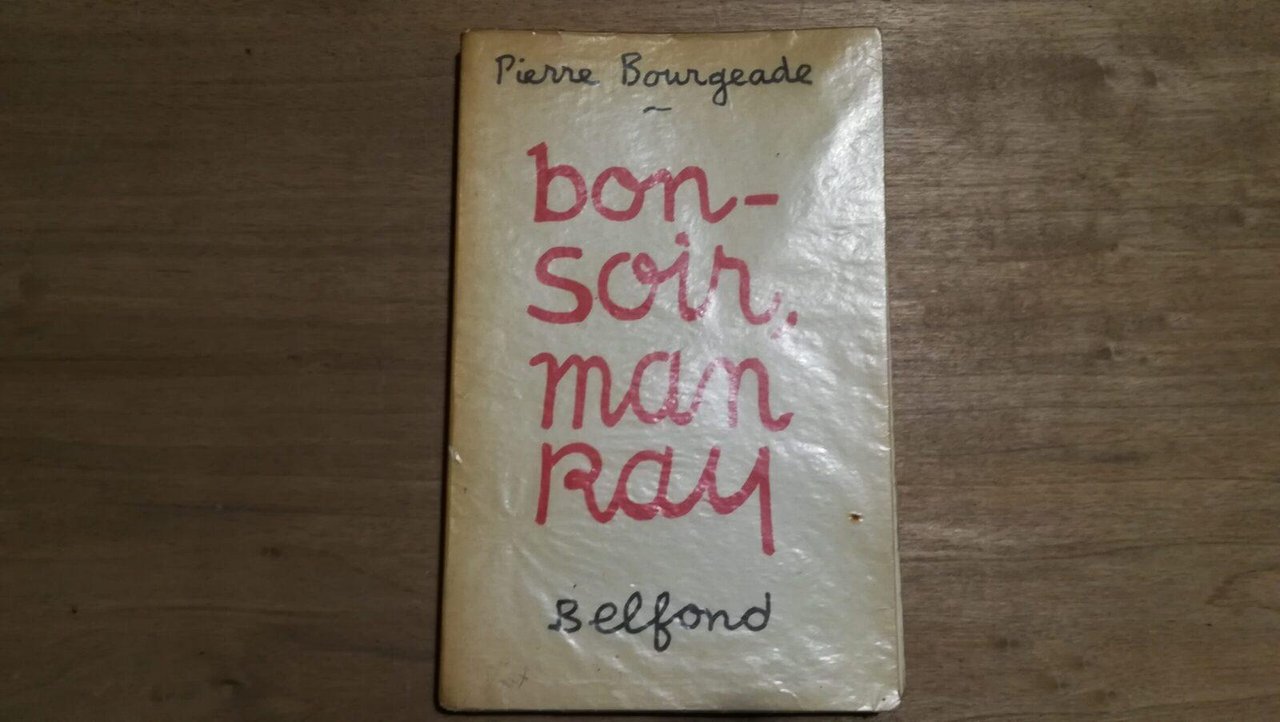 Pierre Bourgeade
~
bon-
soir,
man
Ray
Belfond